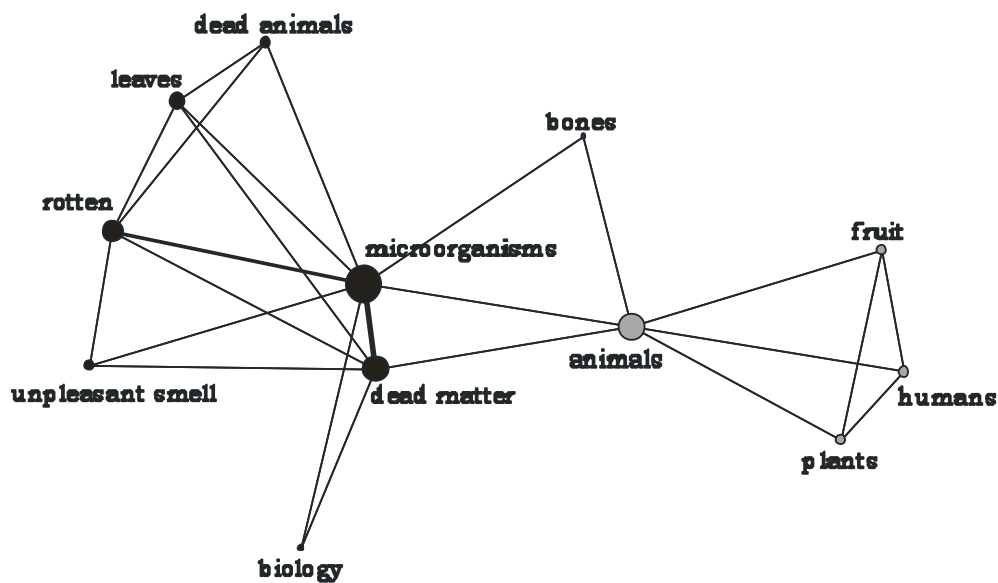 dead animals
leaves
bones
rotten
fruit
microorganisms
animals
unpleasant smell
dead matter
humans
plants
biology